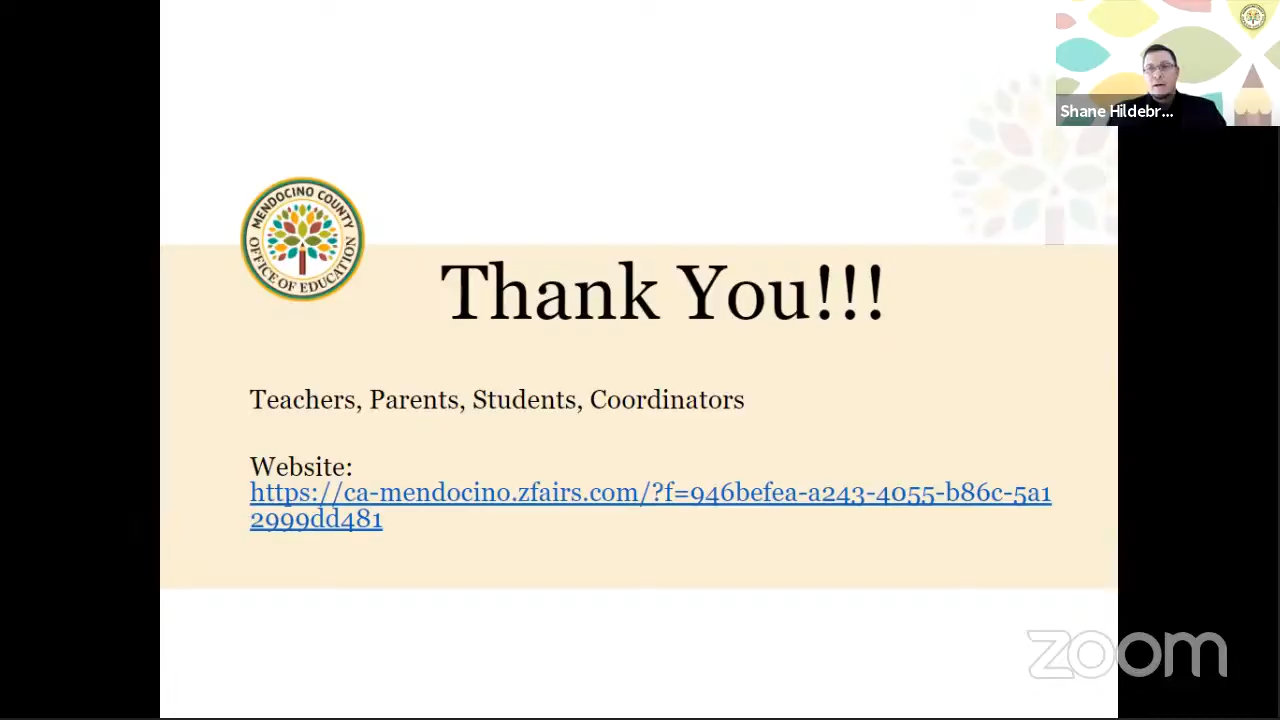 Shane Hildebr...
MENDOCINO COUNTY
OFFICE OF EDUCATION
Thank You!!!
Teachers, Parents, Students, Coordinators
Website:
https://ca-mendocino.zfairs.com/?f=946befea-a243-4055-b86c-5a1
2999dd481
zoom